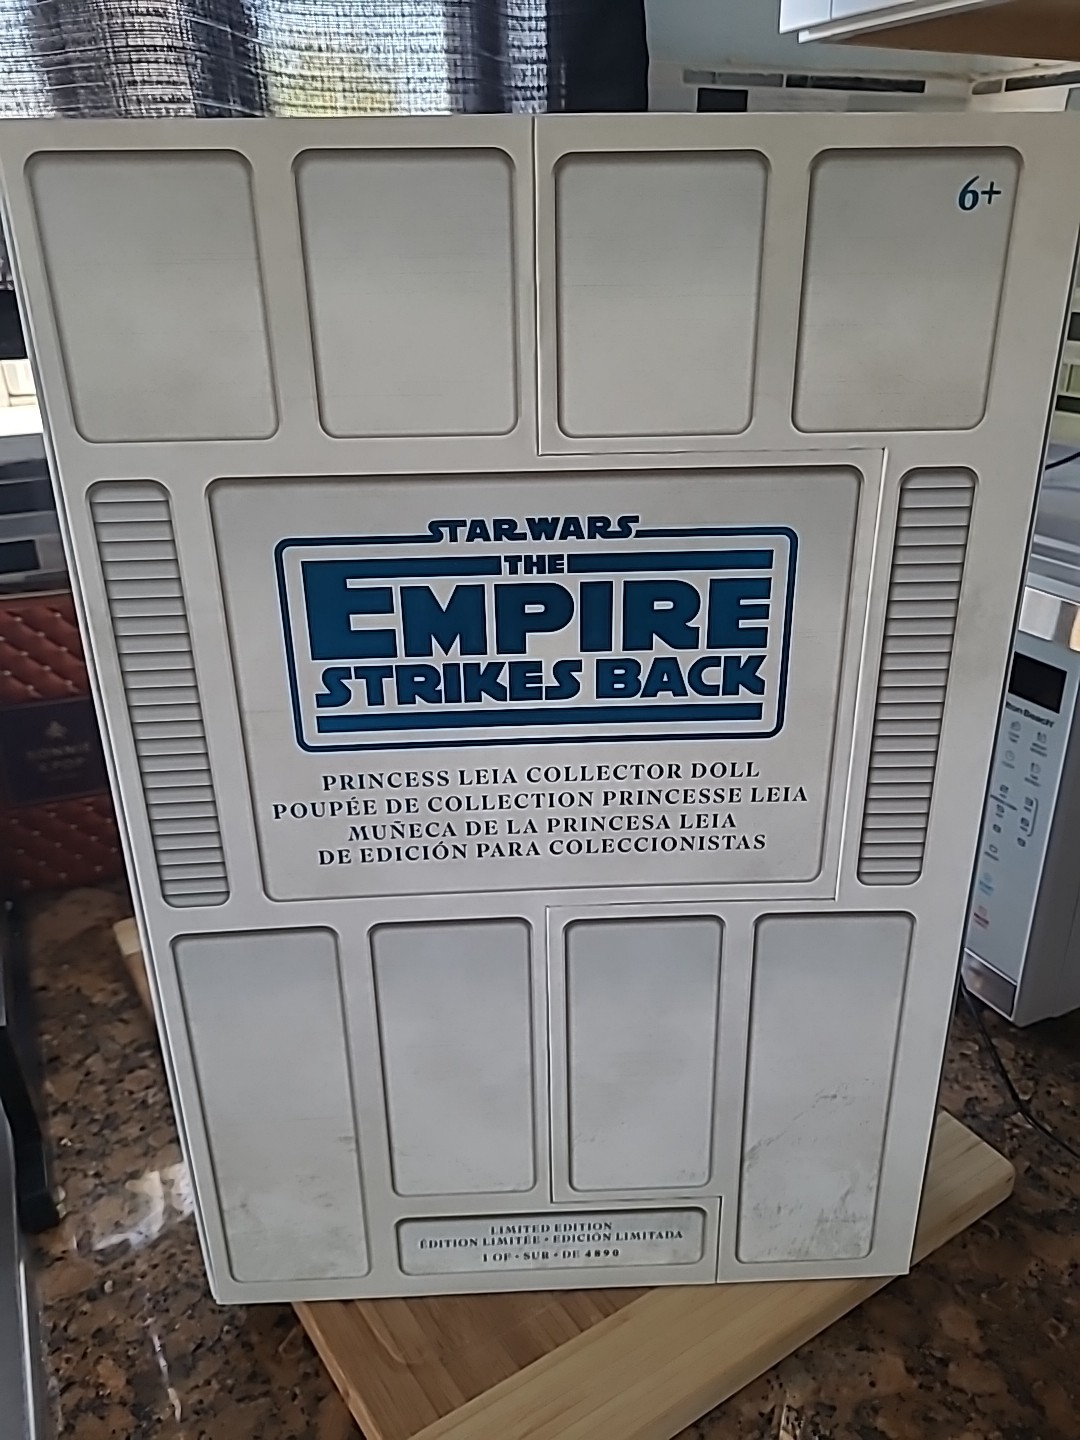 6+
STAR WARS
THE
EMPIRE
STRIKES BACK
PRINCESS LEIA COLLECTOR DOLL
POUPÉE DE COLLECTION PRINCESSE LEIA
MUÑECA DE LA PRINCESA LEIA
DE EDICIÓN PARA COLECCIONISTAS
LIMITED EDITION
ÉDITION LIMITÉE • EDICIÓN LIMITADA
1 OF • SUR • DE 4890